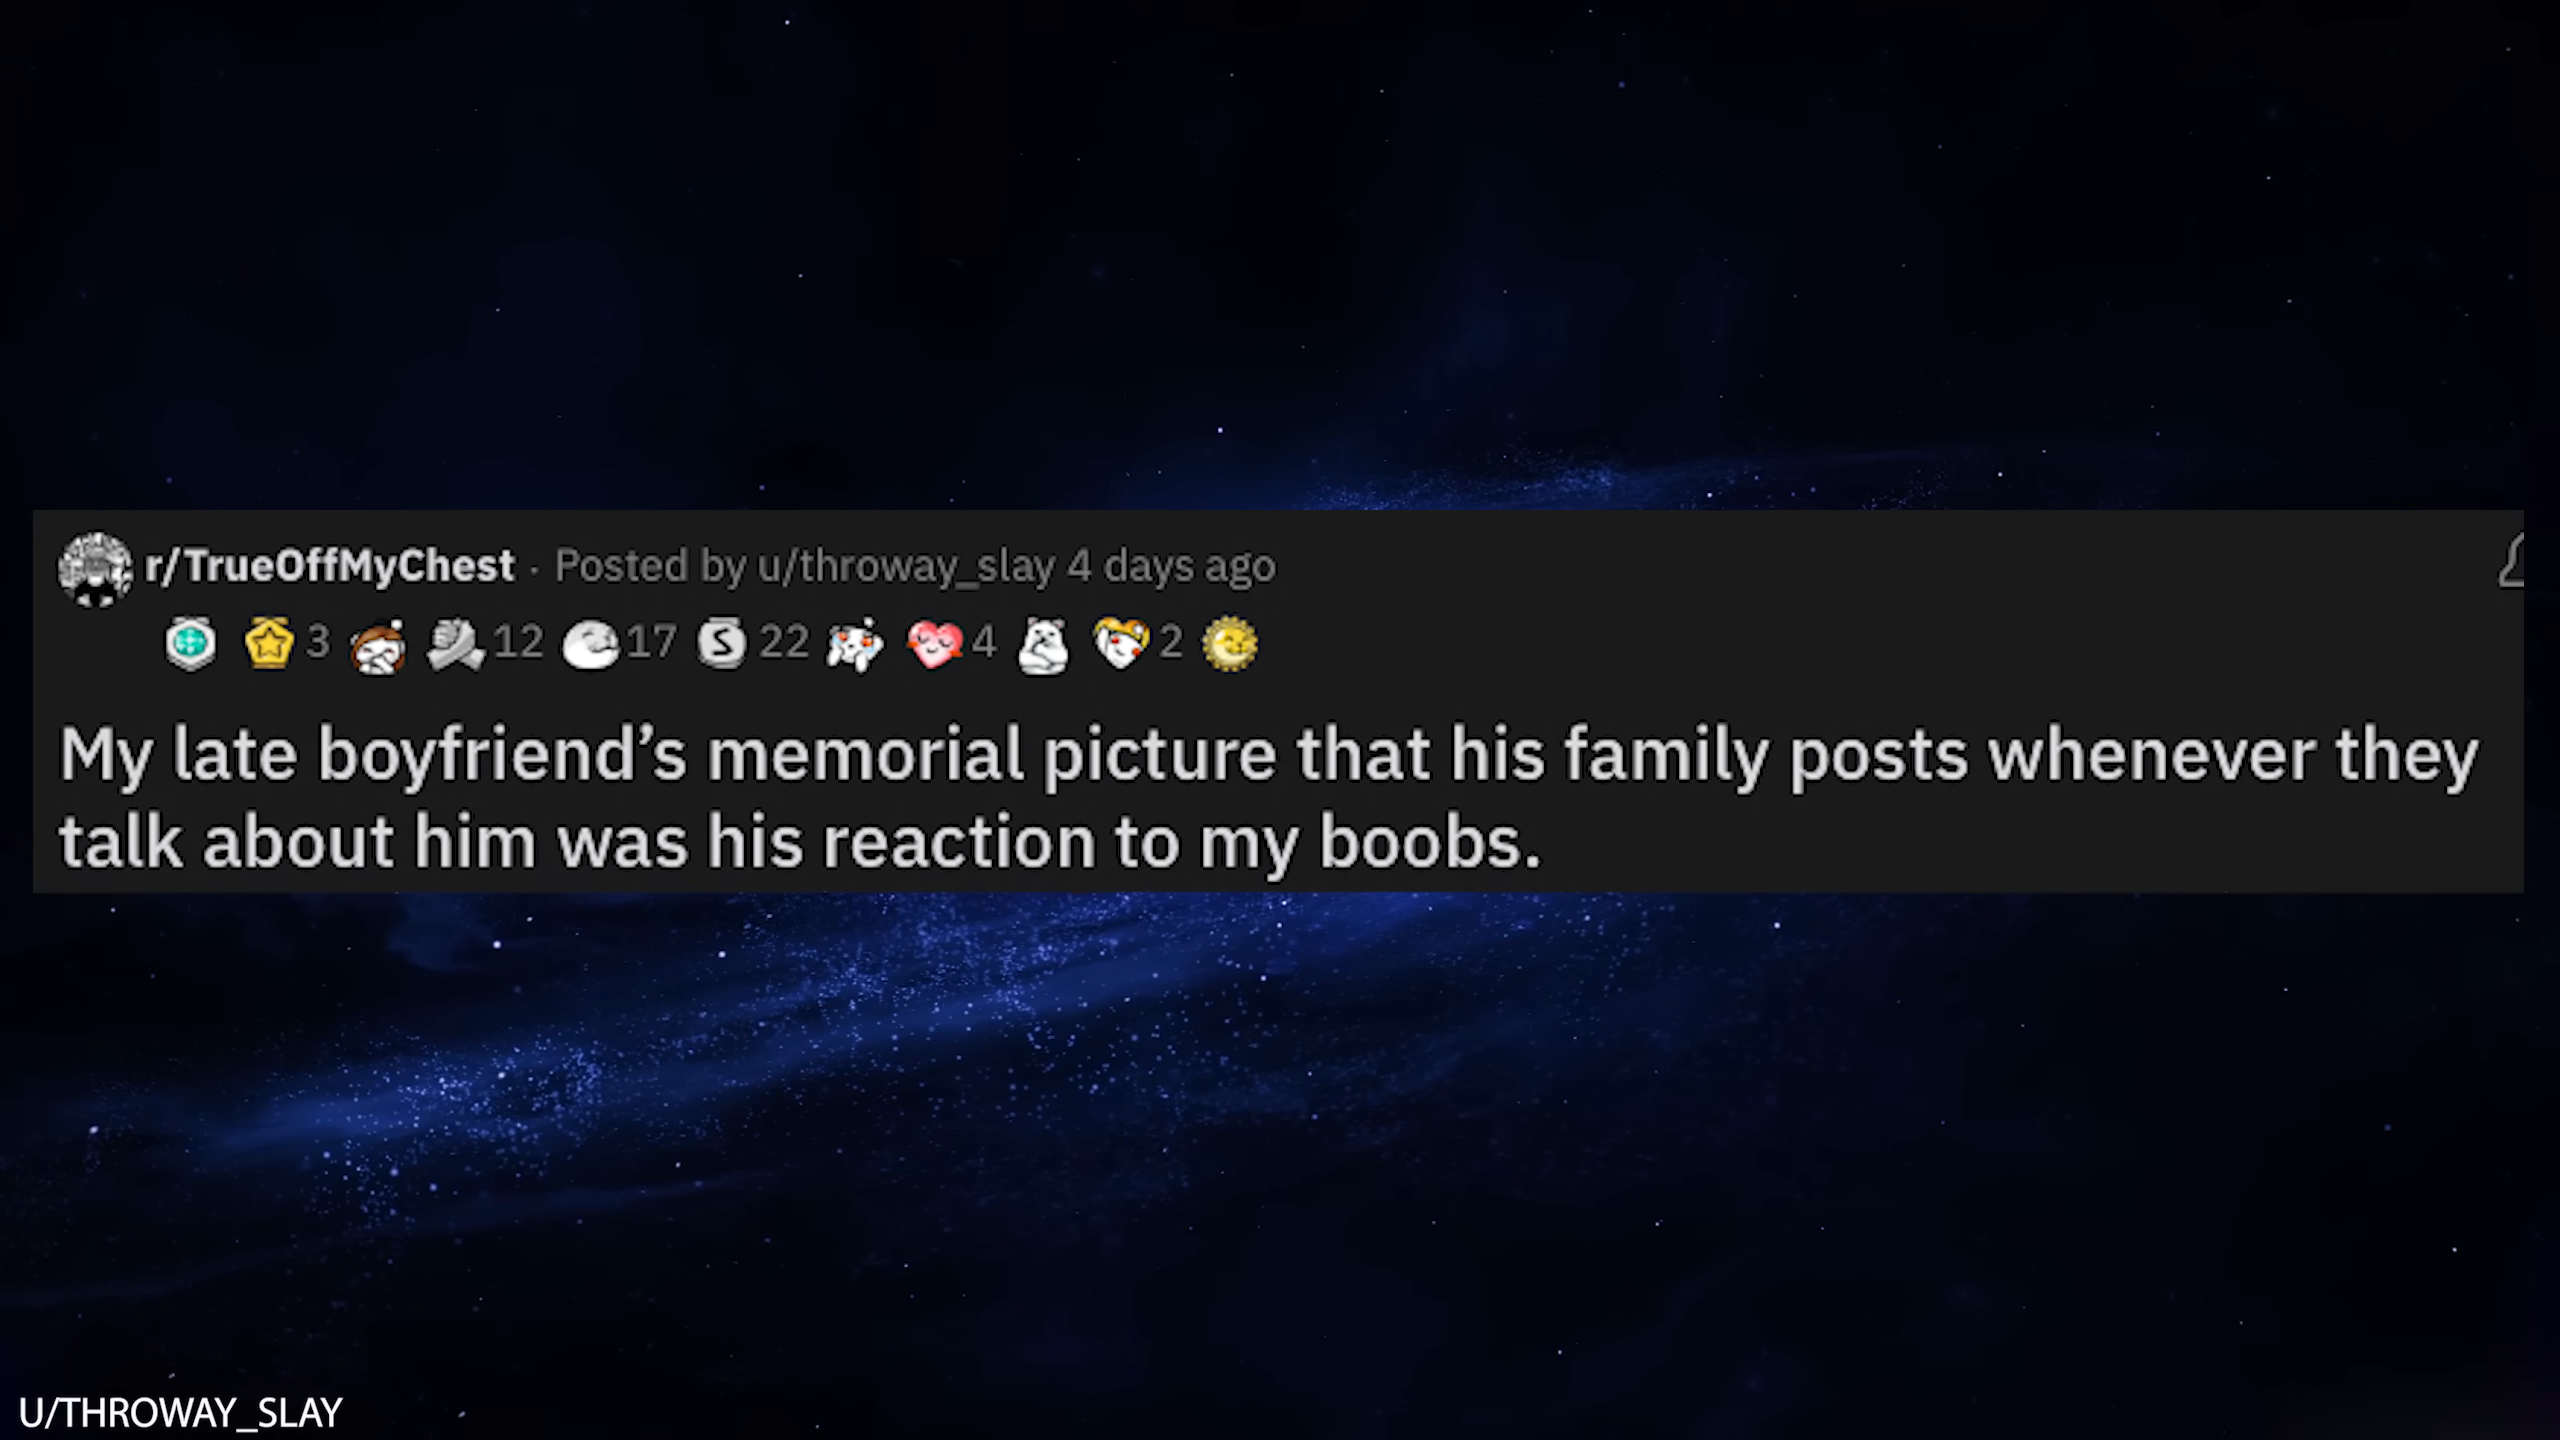 r/TrueOffMyChest · Posted by u/throway_slay 4 days ago
3 12 17 S 22 4 2
My late boyfriend’s memorial picture that his family posts whenever they
talk about him was his reaction to my boobs.
U/THROWAY_SLAY